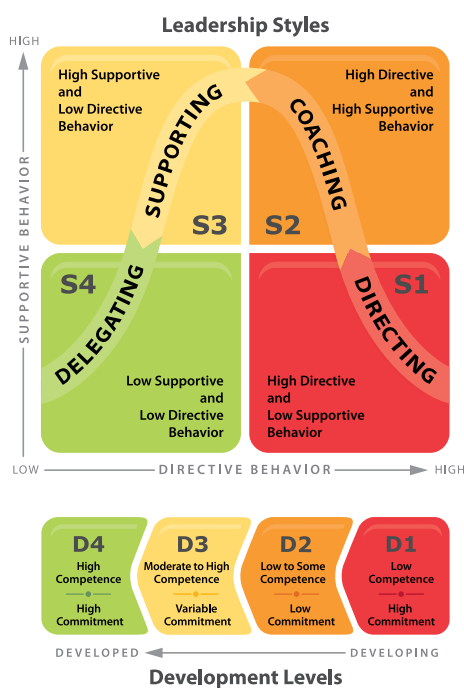 Leadership Styles
HIGH
SUPPORTIVE BEHAVIOR
High Supportive
and
Low Directive
Behavior
SUPPORTING
S3
High Directive
and
High Supportive
Behavior
COACHING
S2
S4
DELEGATING
Low Supportive
and
Low Directive
Behavior
S1
DIRECTING
High Directive
and
Low Supportive
Behavior
LOW
DIRECTIVE BEHAVIOR
HIGH
D4
High
Competence
High
Commitment
D3
Moderate to High
Competence
Variable
Commitment
D2
Low to Some
Competence
Low
Commitment
D1
Low
Competence
High
Commitment
DEVELOPED
DEVELOPING
Development Levels